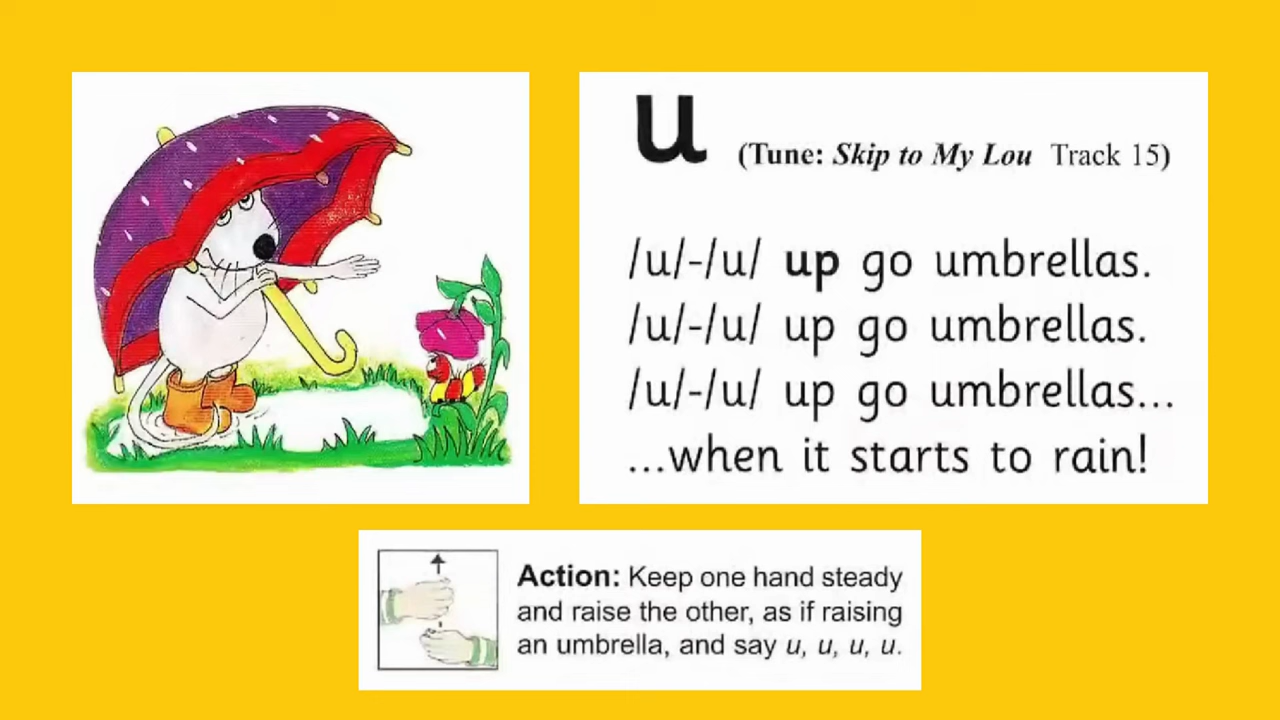 u (Tune: Skip to My Lou Track 15)
/u/-/u/ up go umbrellas.
/u/-/u/ up go umbrellas.
/u/-/u/ up go umbrellas...
...when it starts to rain!
Action: Keep one hand steady
and raise the other, as if raising
an umbrella, and say u, u, u, u.